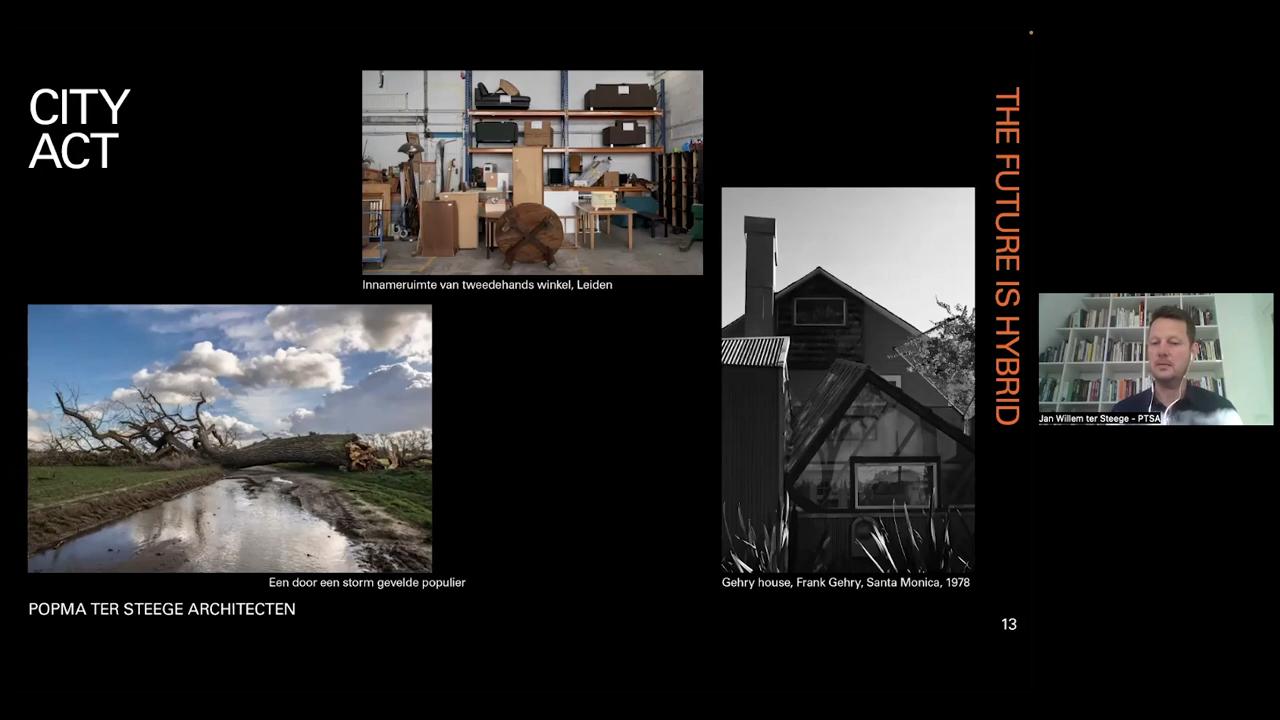 CITY
ACT
Innameruimte van tweedehands winkel, Leiden
Een door een storm gevelde populier
Gehry house, Frank Gehry, Santa Monica, 1978
THE FUTURE IS HYBRID
Jan Willem ter Steege - PTSA
POPMA TER STEEGE ARCHITECTEN
13